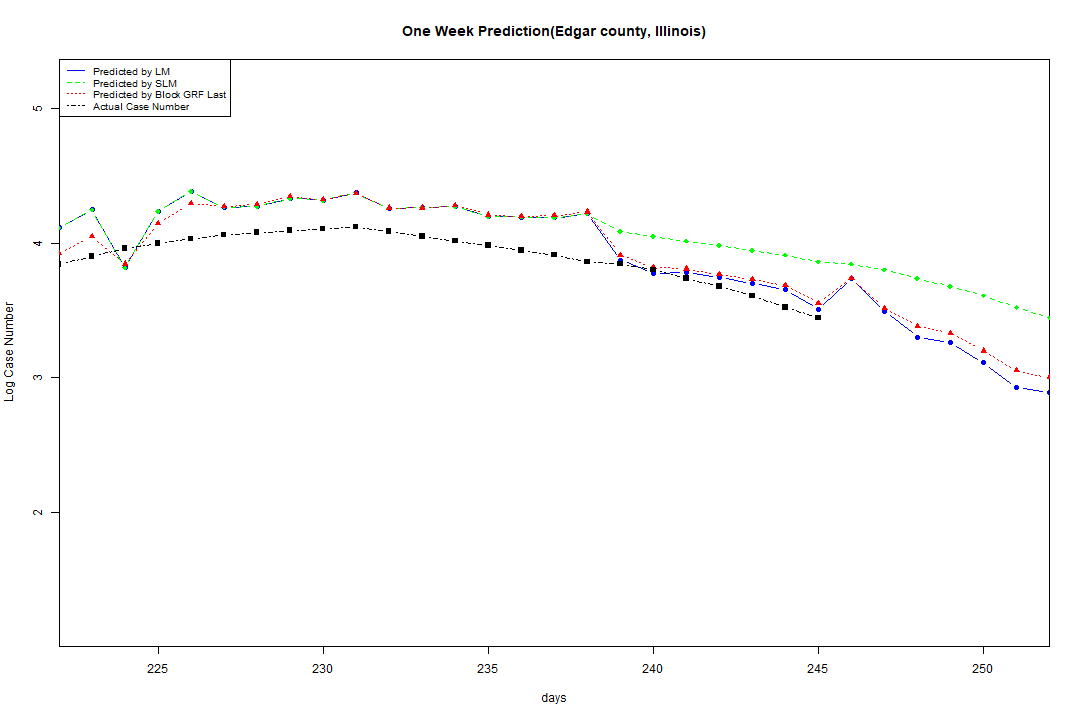 One Week Prediction(Edgar county, Illinois)
Predicted by LM
Predicted by SLM
Predicted by Block GRF Last
Actual Case Number
5
4
3
2
Log Case Number
225 230 235 240 245 250
days